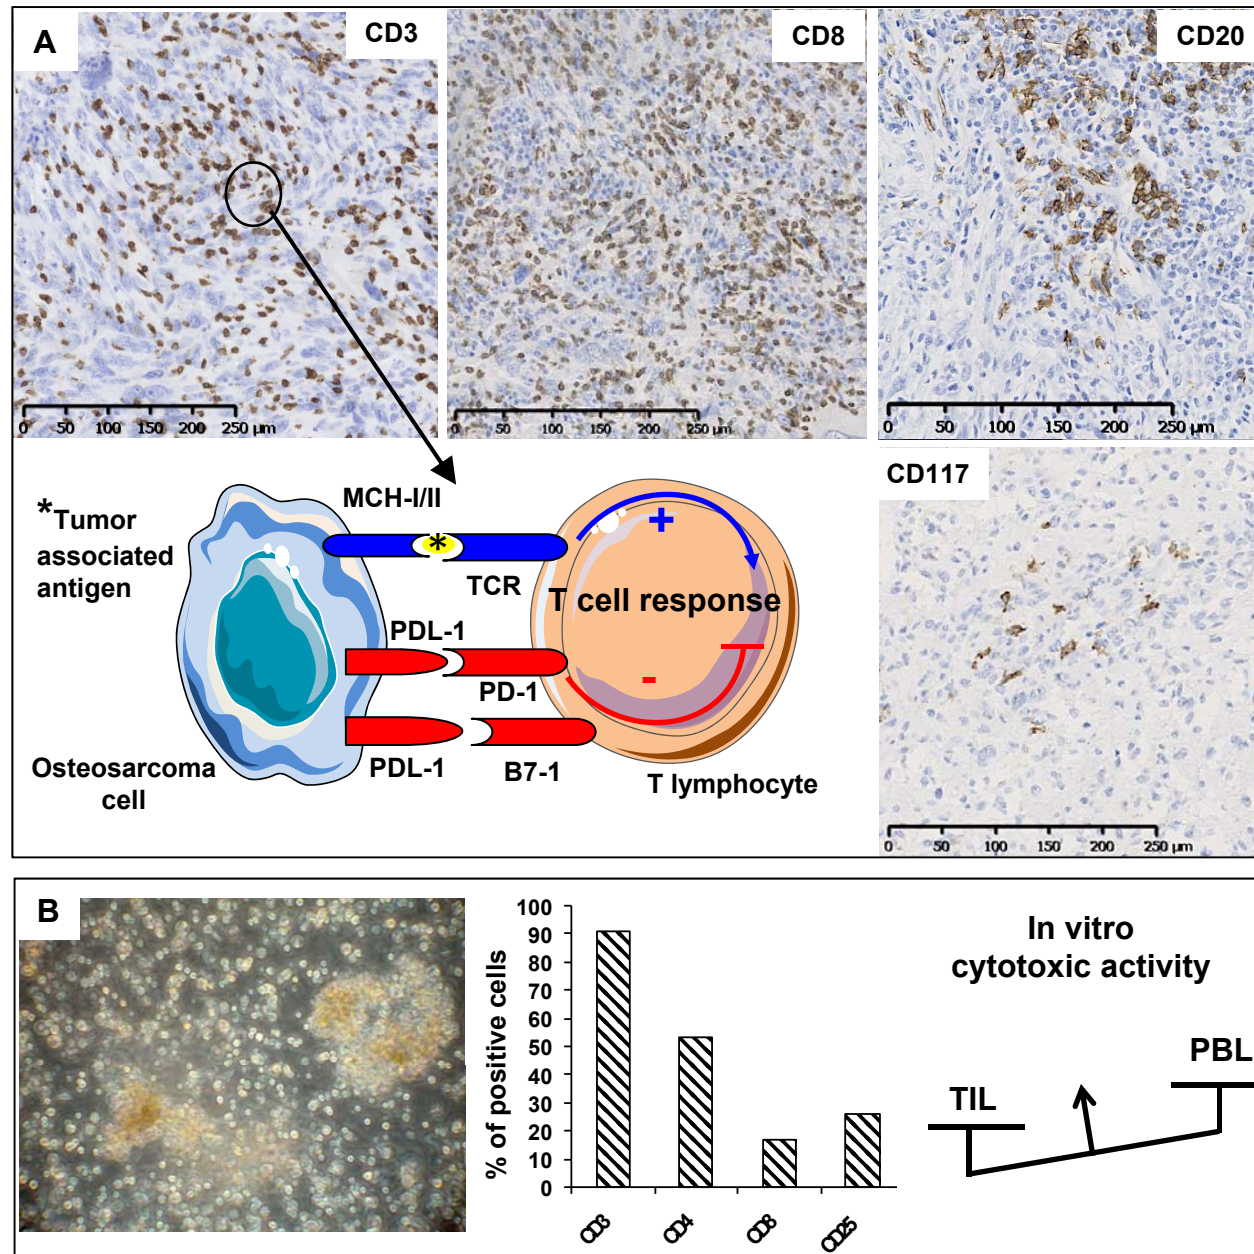 A
CD3
CD8
CD20
0 50 100 150 200 250 µm
0 50 100 150 200 250 µm
0 50 100 150 200 250 µm
CD117
0 50 100 150 200 250 µm
*Tumor
associated
antigen
MCH-I/II
*
TCR
+
T cell response
PDL-1
PD-1
-
PDL-1
B7-1
Osteosarcoma
cell
T lymphocyte
B
% of positive cells
100
90
80
70
60
50
40
30
20
10
0
CD3
CD4
CD8
CD25
In vitro
cytotoxic activity
TIL
PBL